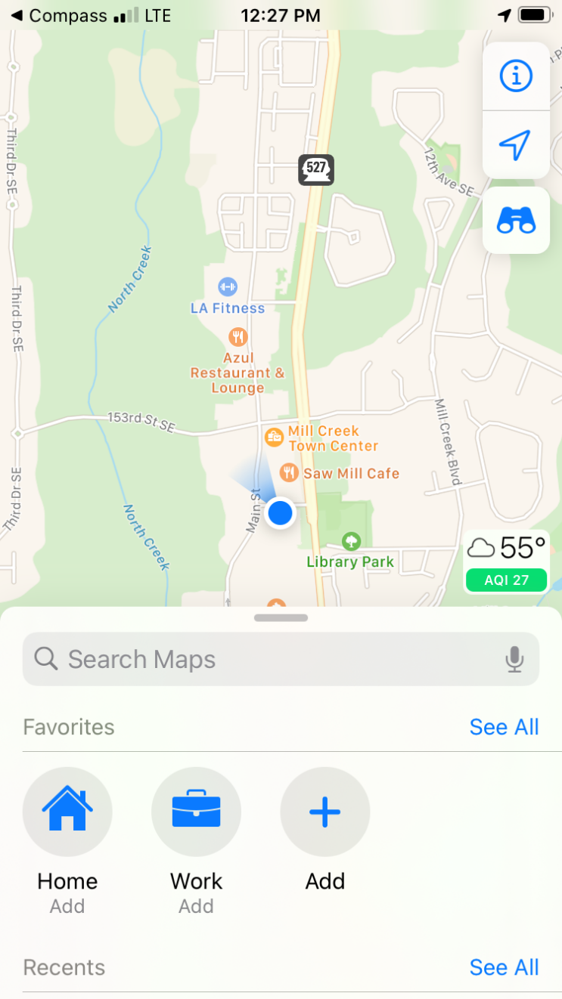 Compass LTE 12:27 PM
Third Dr SE
527
12th Ave SE
North Creek
Third Dr SE
LA Fitness
Azul
Restaurant &
Lounge
153rd St SE
Mill Creek
Town Center
Mill Creek Blvd
Saw Mill Cafe
Third Dr SE
Main St
North Creek
Library Park
55°
AQI 27
Search Maps
Favorites See All
Home Work Add
Add Add
Recents See All